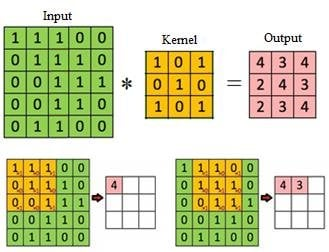 Input
Kernel
Output
1 1 1 0 0
0 1 1 1 0
0 0 1 1 1
0 0 1 1 0
0 1 1 0 0
*
1 0 1
0 1 0
1 0 1
=
4 3 4
2 4 3
2 3 4
1 1 1 0 0
0 1 1 1 0
0 0 1 1 1
0 0 1 1 0
0 1 1 0 0
4
1 1 1 0 0
0 1 1 1 0
0 0 1 1 1
0 0 1 1 0
0 1 1 0 0
4 3